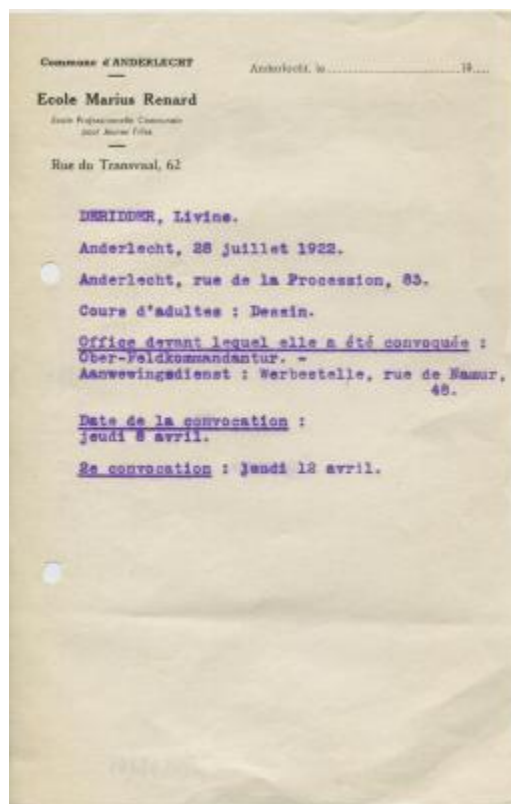 Commune d'ANDERLECHT
Anderlecht, le 19
Ecole Marius Renard
Ecole Professionnelle Communale
pour Jeunes Filles
Rue du Transvaal, 62
DERIDDER, Livine.
Anderlecht, 28 juillet 1922.
Anderlecht, rue de la Procession, 83.
Cours d'adultes : Dessin.
Office devant lequel elle a été convoquée :
Ober-Feldkommandantur. -
Aanwewingsdienst : Werbestelle, rue de Namur,
48.
Date de la convocation :
jeudi 8 avril.
2e convocation : jeudi 12 avril.